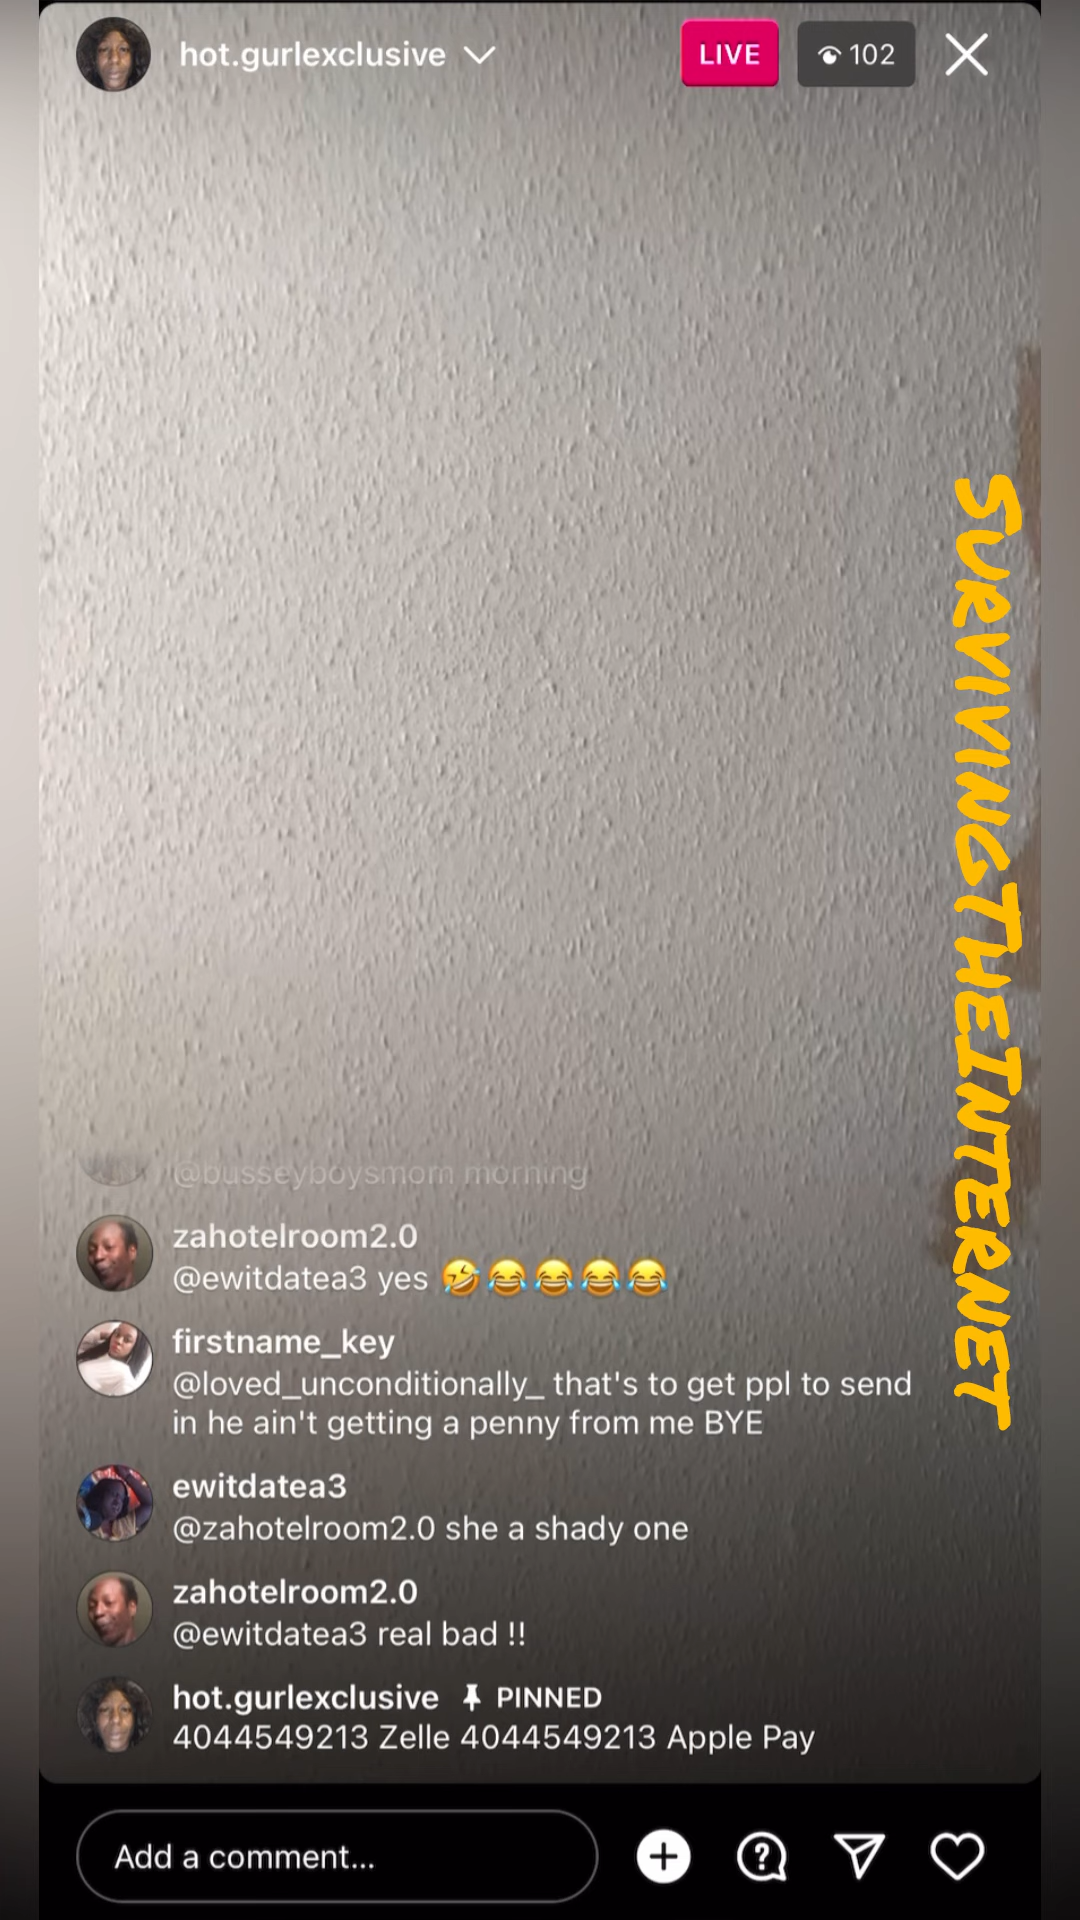 hot.gurlexclusive
LIVE
102
SURVIVINGTHEINTERNET
@busseyboysmom morning
zahotelroom2.0
@ewitdatea3 yes 🤣😂😂😂😂
firstname_key
@loved_unconditionally_ that's to get ppl to send
in he ain't getting a penny from me BYE
ewitdatea3
@zahotelroom2.0 she a shady one
zahotelroom2.0
@ewitdatea3 real bad !!
hot.gurlexclusive PINNED
4044549213 Zelle 4044549213 Apple Pay
Add a comment...